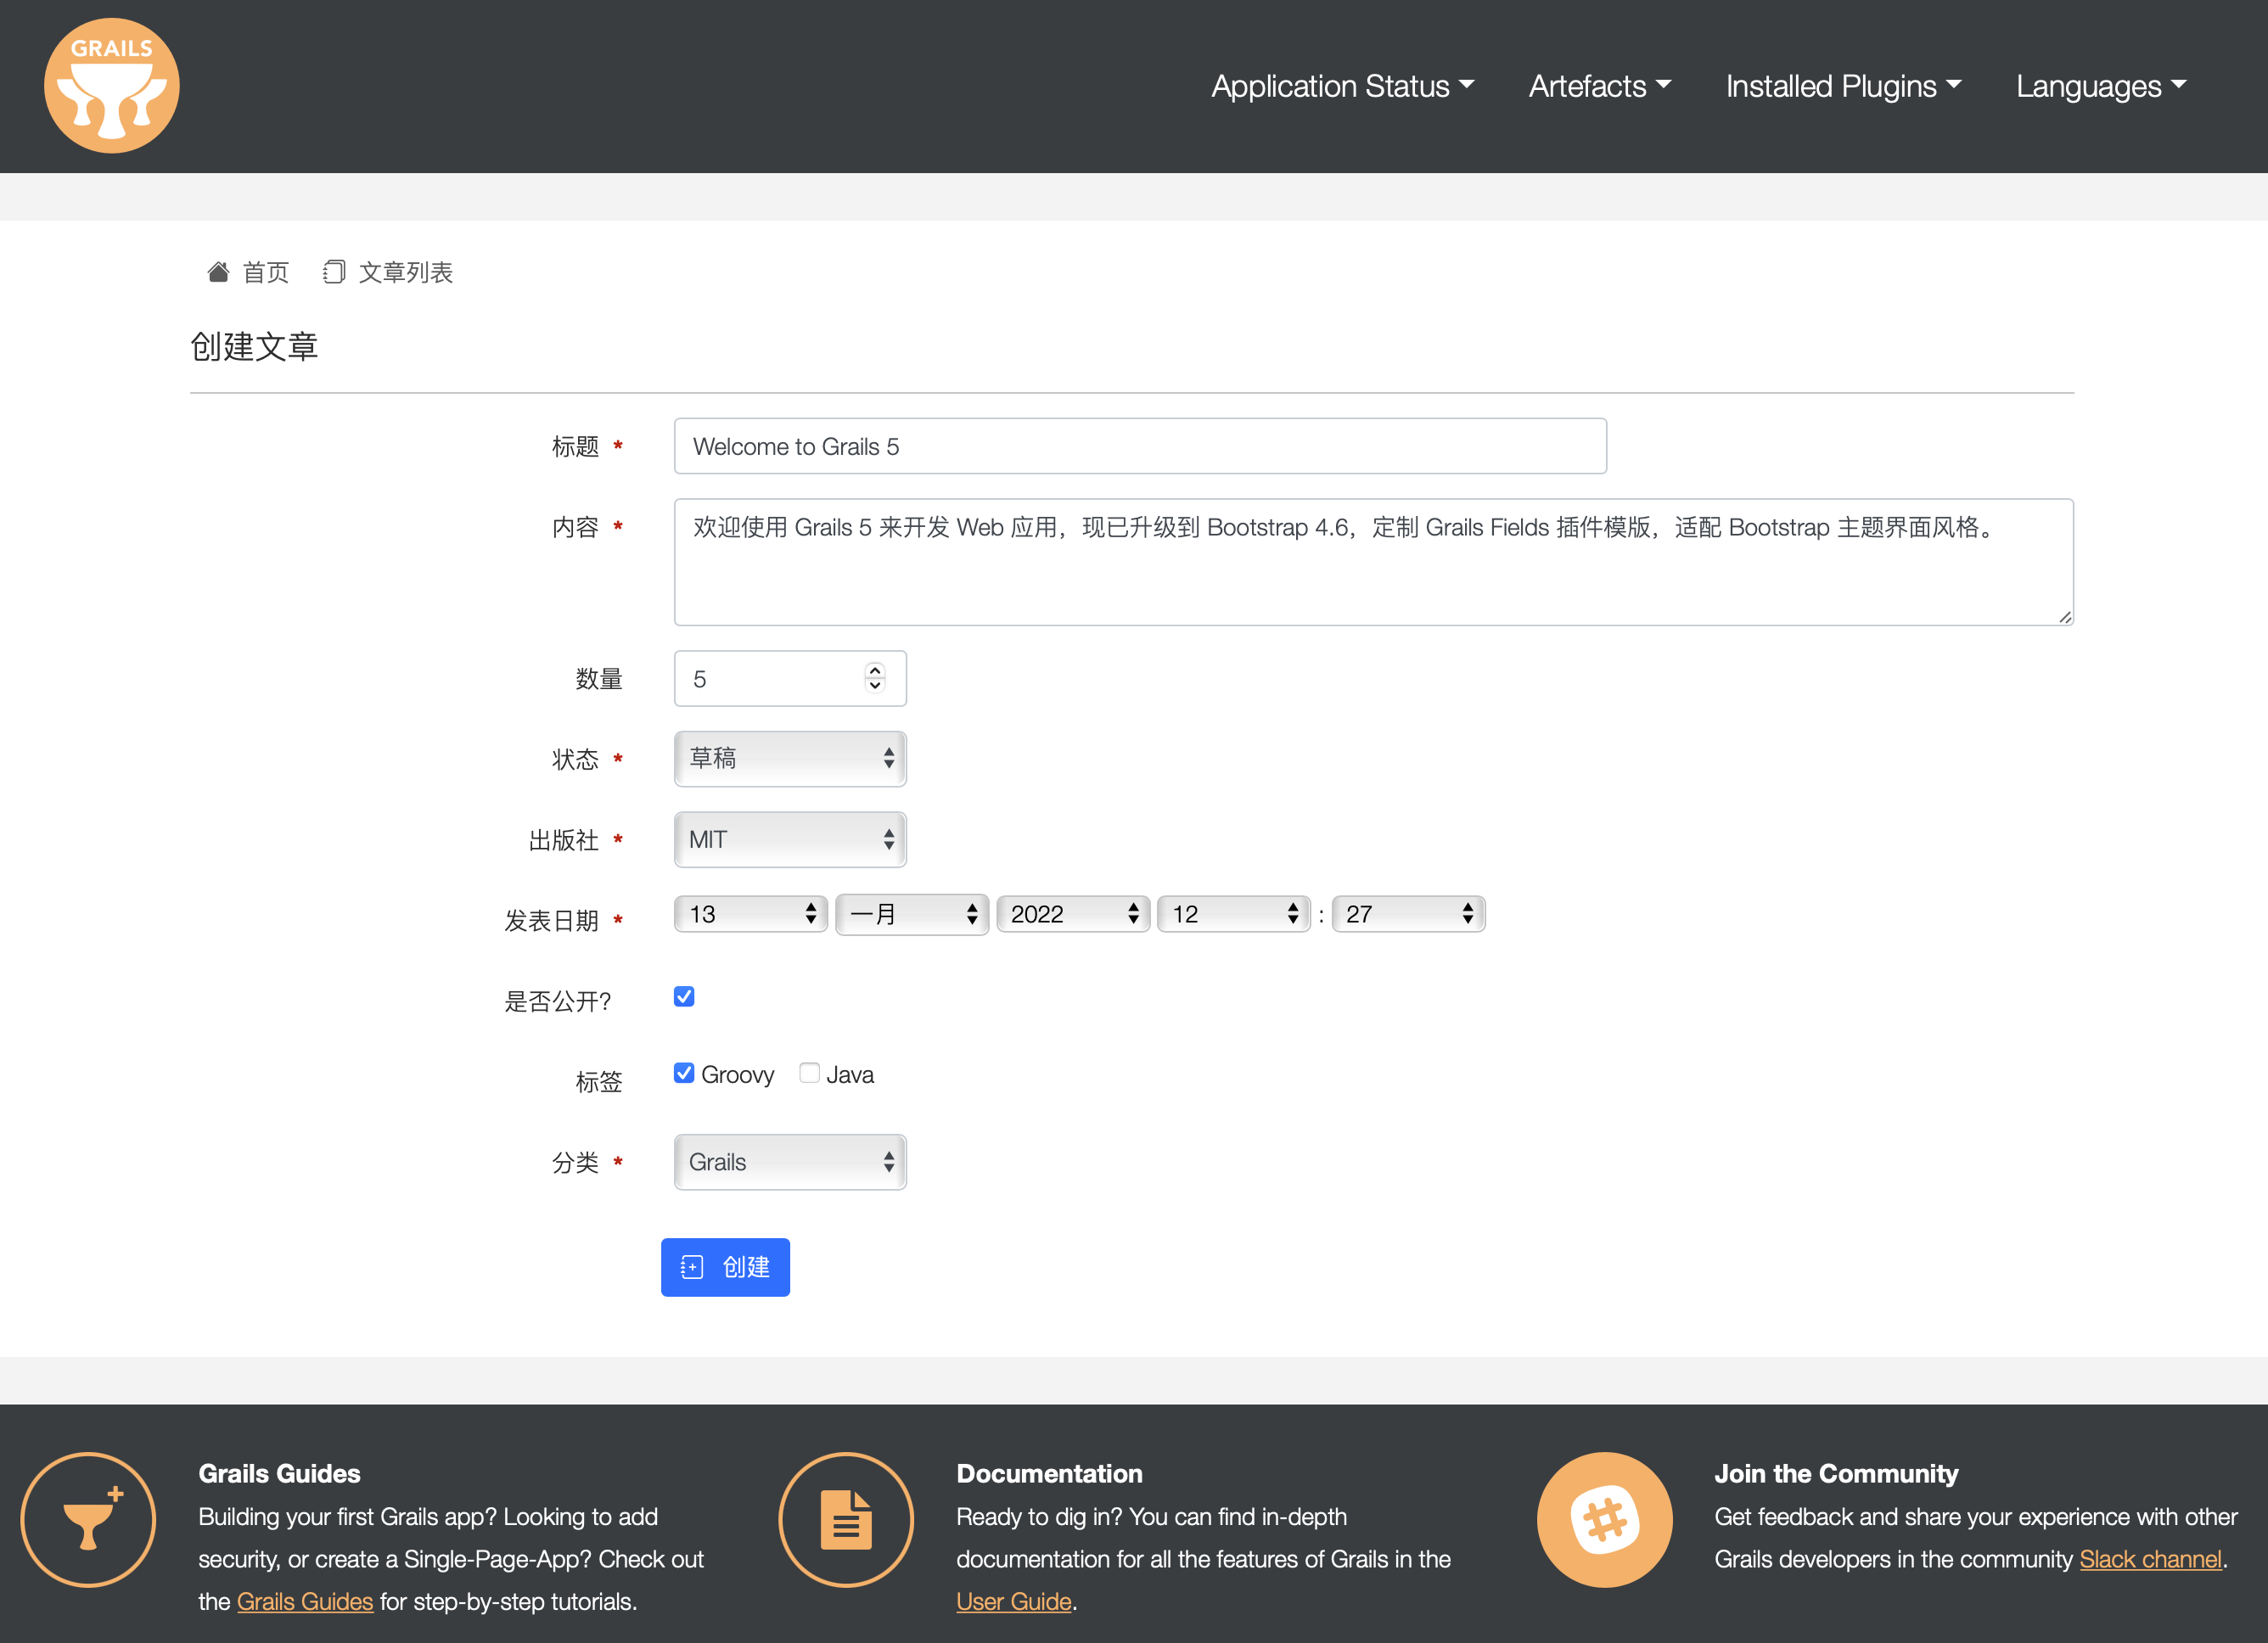 GRAILS
Application Status Artefacts Installed Plugins Languages
首页 文章列表
创建文章
标题 * Welcome to Grails 5
内容 * 欢迎使用 Grails 5 来开发 Web 应用，现已升级到 Bootstrap 4.6，定制 Grails Fields 插件模版，适配 Bootstrap 主题界面风格。
数量 5
状态 * 草稿
出版社 * MIT
发表日期 * 13 一月 2022 12 : 27
是否公开?
标签 Groovy Java
分类 * Grails
创建
Grails Guides
Building your first Grails app? Looking to add
security, or create a Single-Page-App? Check out
the Grails Guides for step-by-step tutorials.
Documentation
Ready to dig in? You can find in-depth
documentation for all the features of Grails in the
User Guide.
Join the Community
Get feedback and share your experience with other
Grails developers in the community Slack channel.